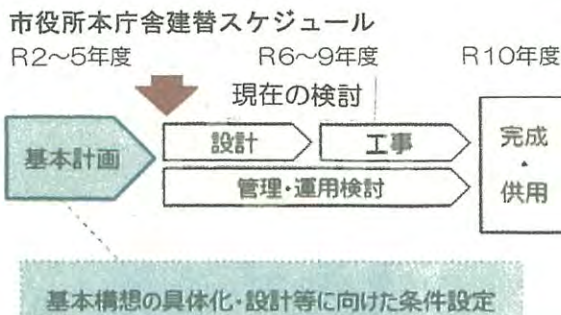 市役所本庁舎建替スケジュール
R2～5年度 R6～9年度 R10年度
現在の検討
基本計画
設計
工事
管理・運用検討
完成
・
供用
基本構想の具体化・設計等に向けた条件設定